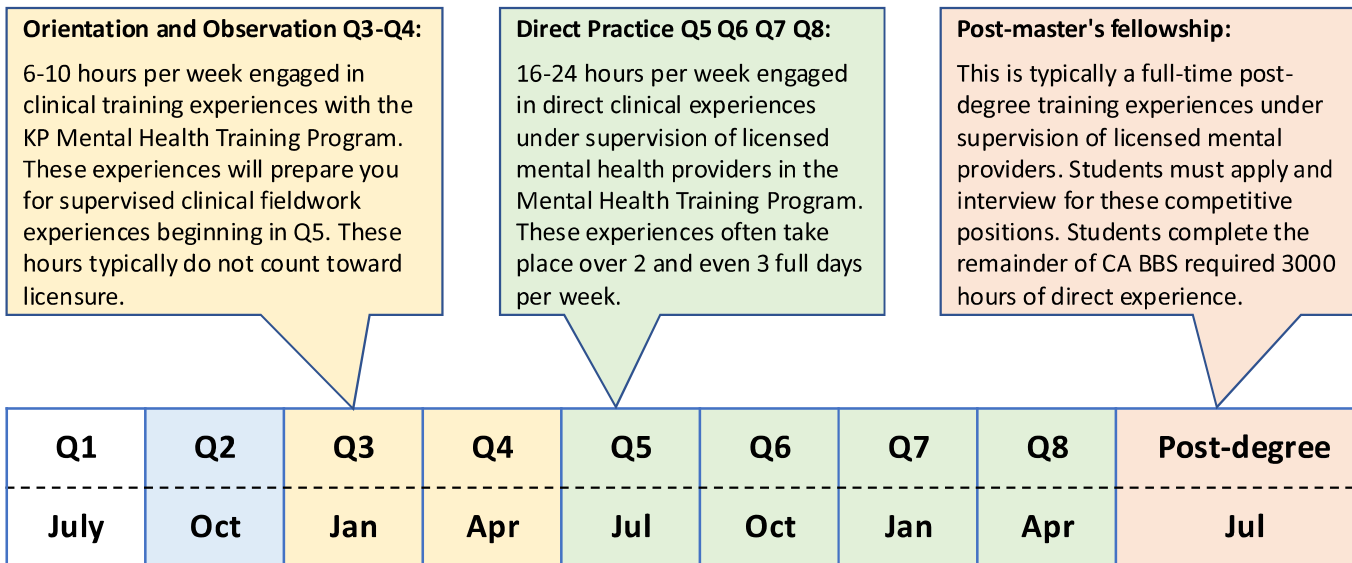 Orientation and Observation Q3-Q4:
6-10 hours per week engaged in
clinical training experiences with the
KP Mental Health Training Program.
These experiences will prepare you
for supervised clinical fieldwork
experiences beginning in Q5. These
hours typically do not count toward
licensure.
Direct Practice Q5 Q6 Q7 Q8:
16-24 hours per week engaged
in direct clinical experiences
under supervision of licensed
mental health providers in the
Mental Health Training Program.
These experiences often take
place over 2 and even 3 full days
per week.
Post-master's fellowship:
This is typically a full-time post-
degree training experiences under
supervision of licensed mental
providers. Students must apply and
interview for these competitive
positions. Students complete the
remainder of CA BBS required 3000
hours of direct experience.
Q1 Q2 Q3 Q4 Q5 Q6 Q7 Q8 Post-degree
July Oct Jan Apr Jul Oct Jan Apr Jul